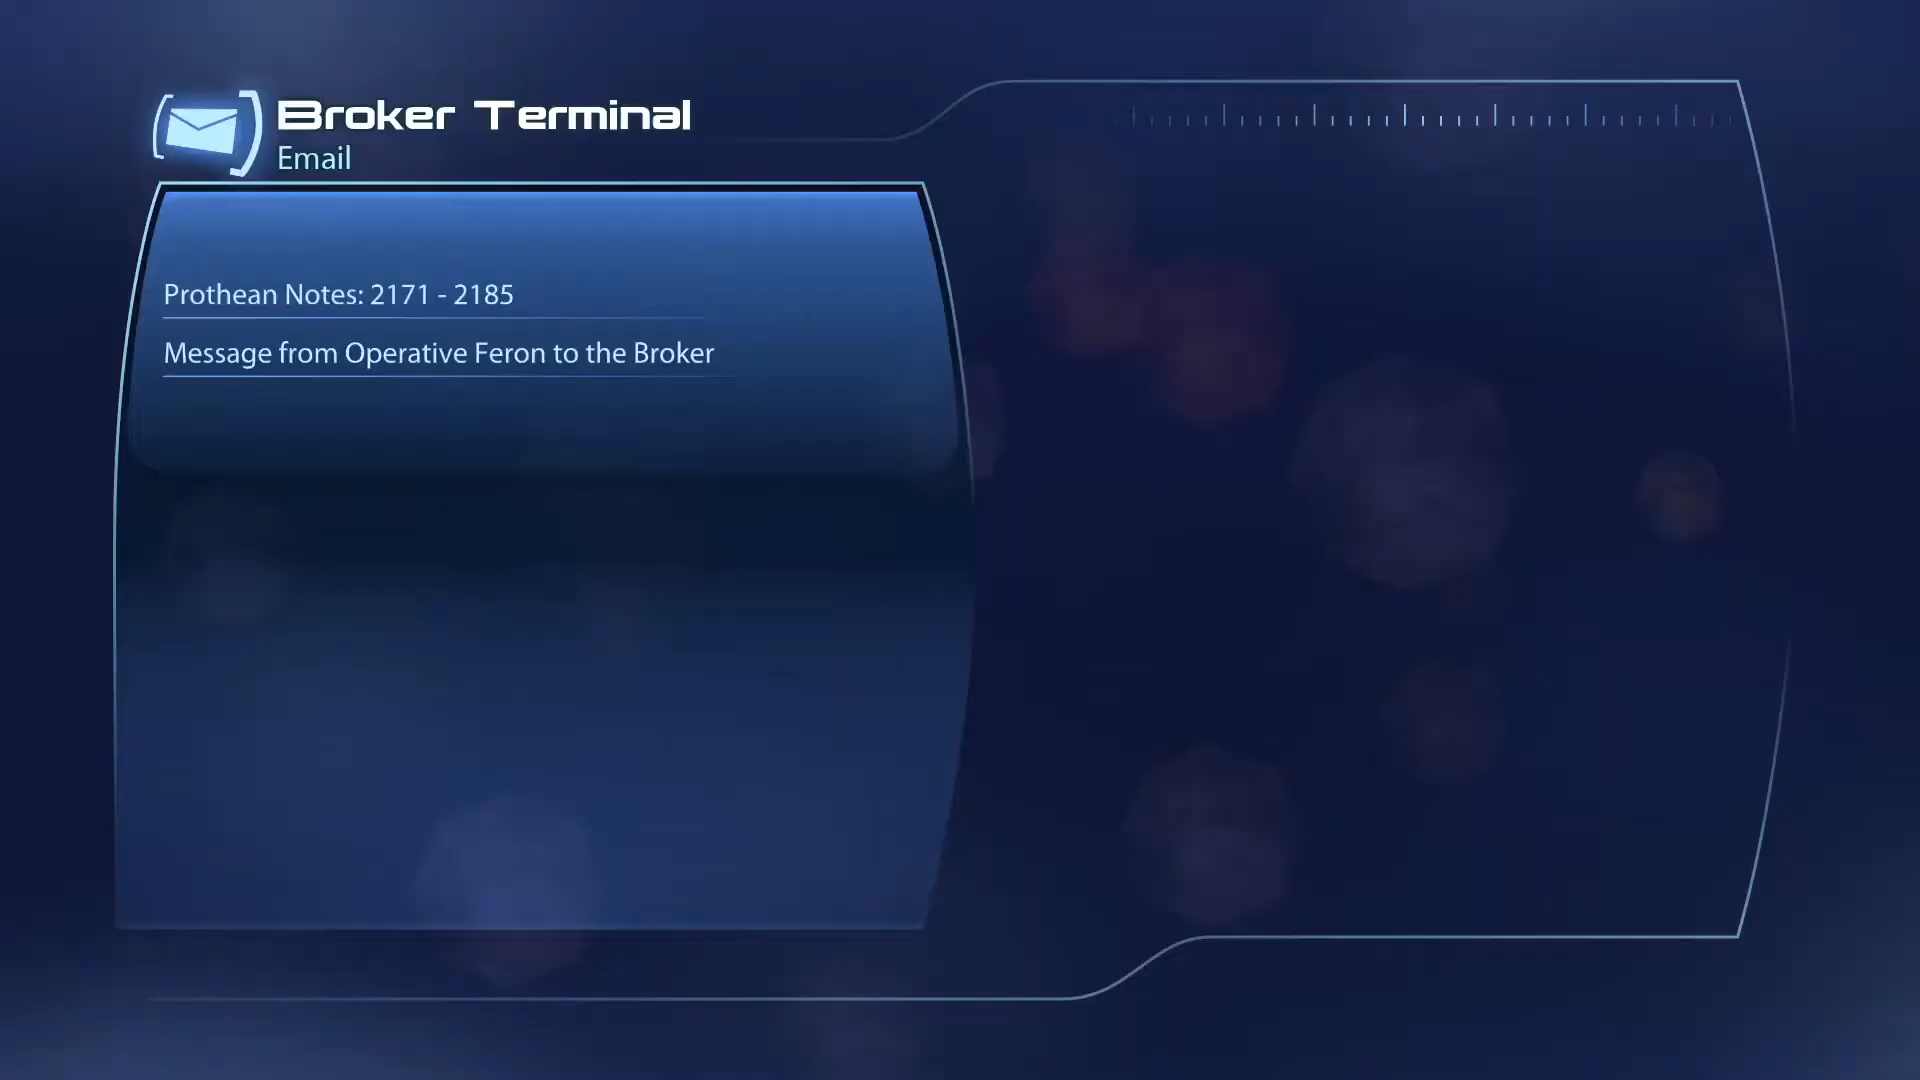 Broker Terminal
Email
Prothean Notes: 2171 - 2185
Message from Operative Feron to the Broker